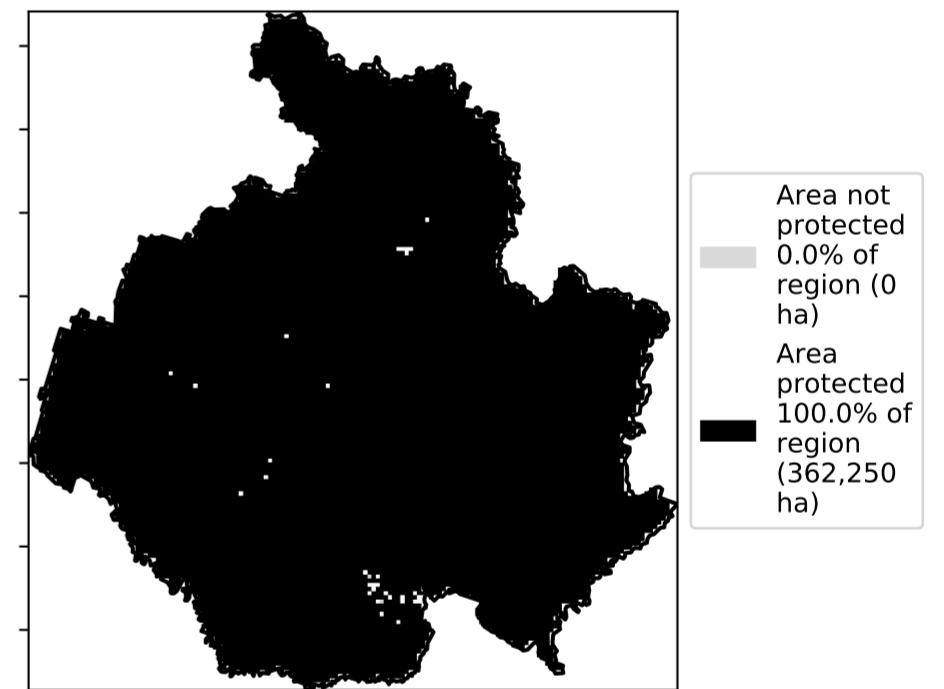 Area not
protected
0.0% of
region (0
ha)
Area
protected
100.0% of
region
(362,250
ha)